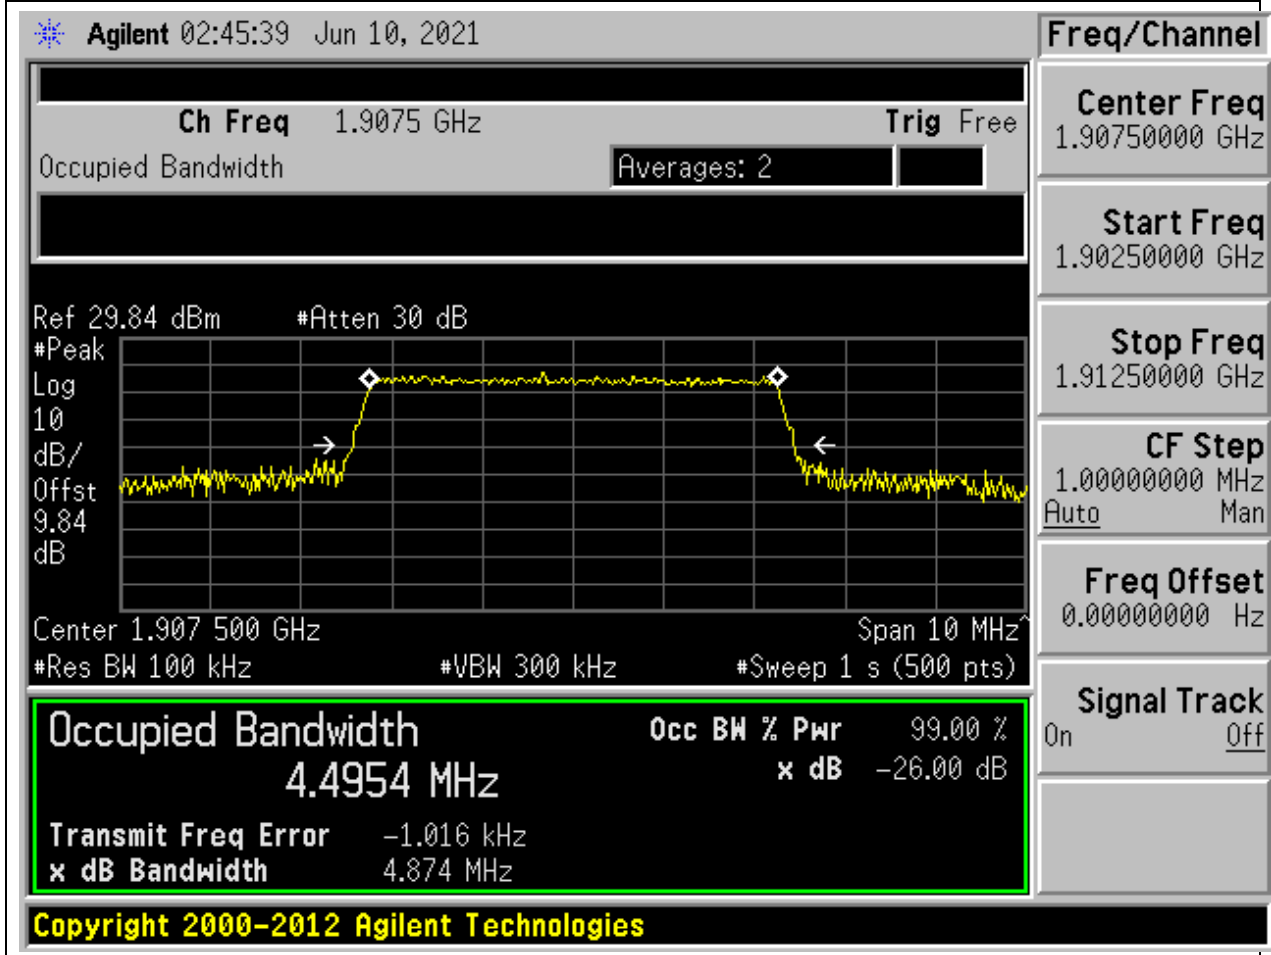 Agilent 02:45:39 Jun 10, 2021
Freq/Channel
Ch Freq 1.9075 GHz Trig Free
Occupied Bandwidth Averages: 2
Center Freq
1.90750000 GHz
Start Freq
1.90250000 GHz
Stop Freq
1.91250000 GHz
CF Step
1.00000000 MHz
Auto Man
Freq Offset
0.00000000 Hz
Signal Track
On Off
Ref 29.84 dBm #Atten 30 dB
#Peak
Log
10
dB/
Offst
9.84
dB
Center 1.907 500 GHz Span 10 MHz^
#Res BW 100 kHz #VBW 300 kHz #Sweep 1 s (500 pts)
Occupied Bandwidth Occ BW % Pwr 99.00 %
4.4954 MHz x dB -26.00 dB
Transmit Freq Error -1.016 kHz
x dB Bandwidth 4.874 MHz
Copyright 2000-2012 Agilent Technologies